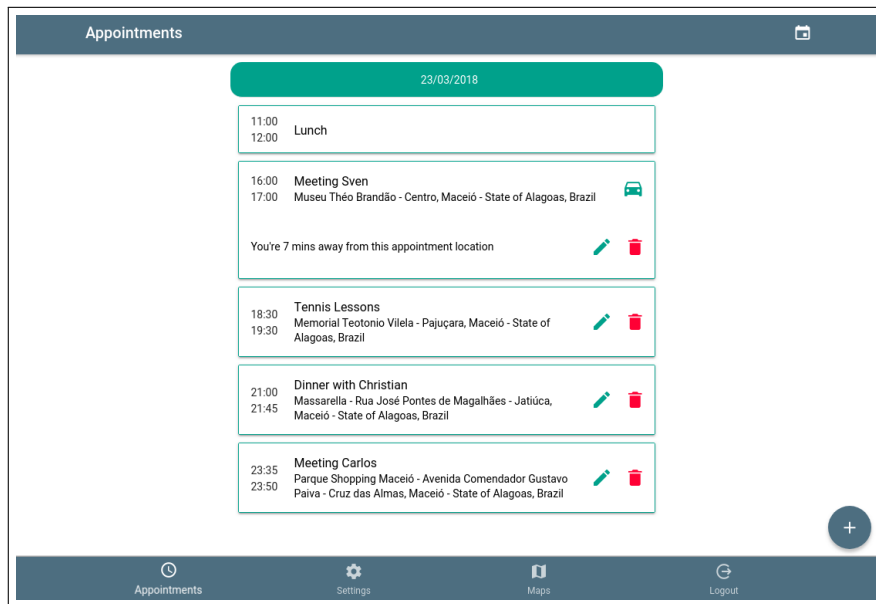 Appointments
23/03/2018
11:00
12:00
Lunch
16:00
17:00
Meeting Sven
Museu Théo Brandão - Centro, Maceió - State of Alagoas, Brazil
You're 7 mins away from this appointment location
18:30
19:30
Tennis Lessons
Memorial Teotonio Vilela - Pajuçara, Maceió - State of
Alagoas, Brazil
21:00
21:45
Dinner with Christian
Massarella - Rua José Pontes de Magalhães - Jatiúca,
Maceió - State of Alagoas, Brazil
23:35
23:50
Meeting Carlos
Parque Shopping Maceió - Avenida Comendador Gustavo
Paiva - Cruz das Almas, Maceió - State of Alagoas, Brazil
Appointments
Settings
Maps
Logout